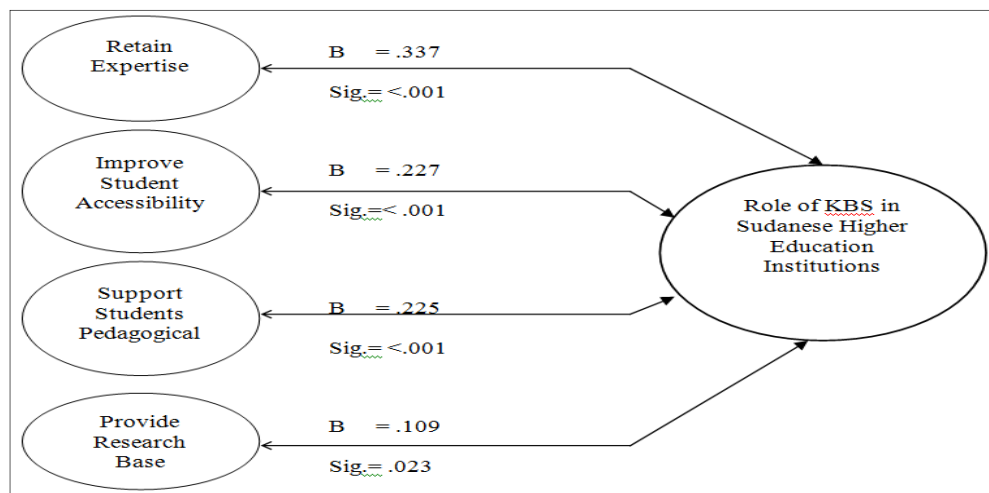 Retain
Expertise
B = .337
Sig.= <.001
Improve
Student
Accessibility
B = .227
Sig.=< .001
Role of KBS in
Sudanese Higher
Education
Institutions
Support
Students
Pedagogical
B = .225
Sig.= <.001
Provide
Research
Base
B = .109
Sig.= .023